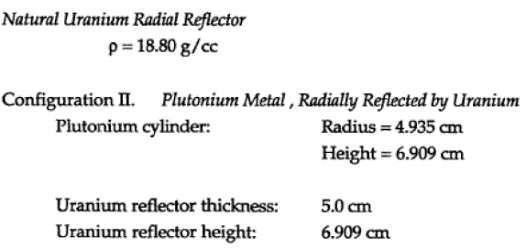 Natural Uranium Radial Reflector
ρ = 18.80 g/cc
Configuration II. Plutonium Metal , Radially Reflected by Uranium
Plutonium cylinder: Radius = 4.935 cm
Height = 6.909 cm
Uranium reflector thickness: 5.0 cm
Uranium reflector height: 6.909 cm